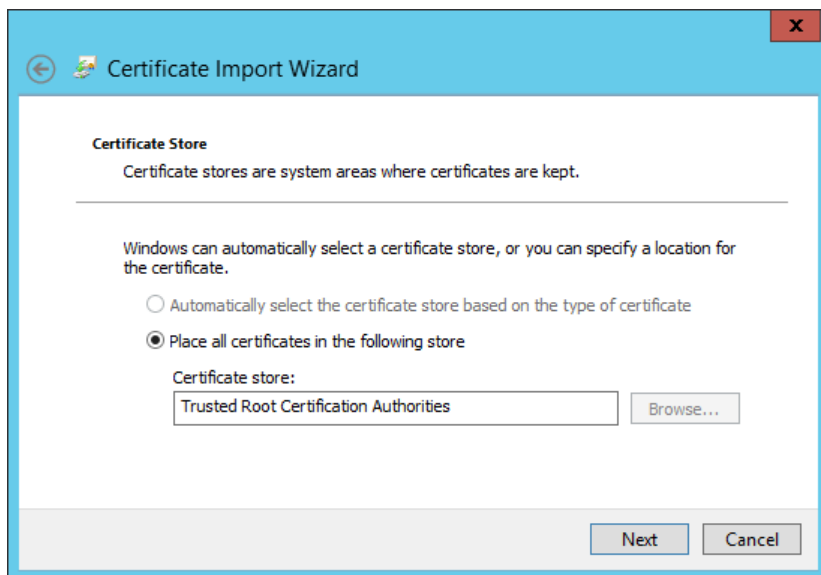 x
Certificate Import Wizard
Certificate Store
Certificate stores are system areas where certificates are kept.
Windows can automatically select a certificate store, or you can specify a location for
the certificate.
Automatically select the certificate store based on the type of certificate
Place all certificates in the following store
Certificate store:
Trusted Root Certification Authorities
Browse...
Next
Cancel